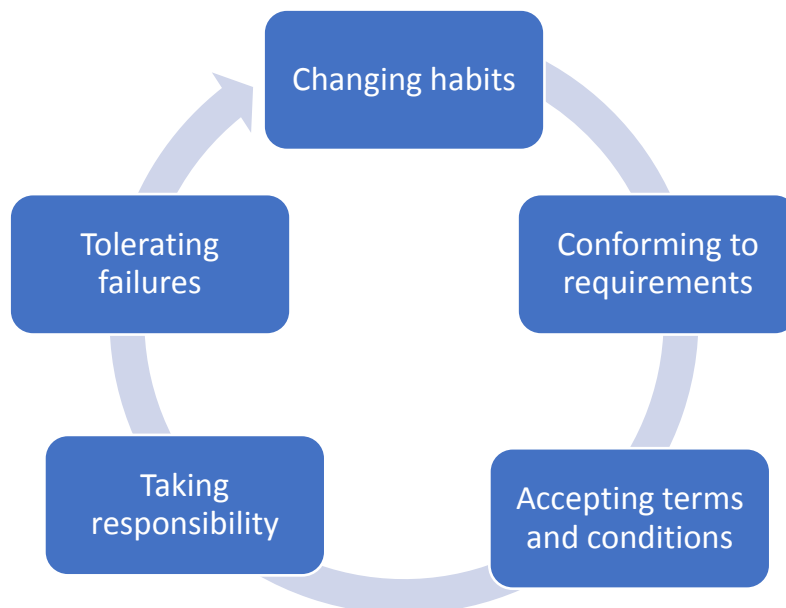 Changing habits
Conforming to
requirements
Accepting terms
and conditions
Taking
responsibility
Tolerating
failures